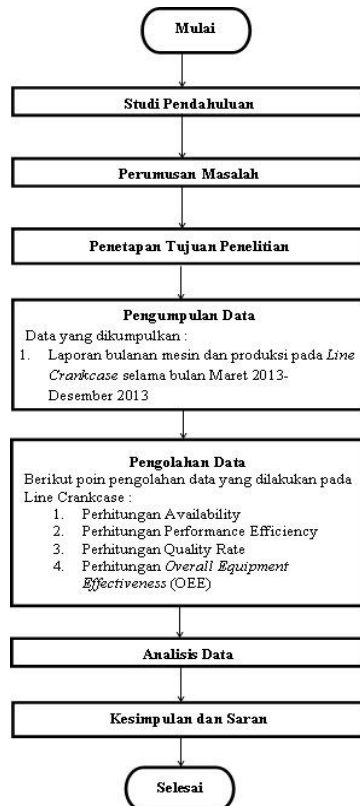 Mulai
Studi Pendahuluan
Perumusan Masalah
Penetapan Tujuan Penelitian
Pengumpulan Data
Data yang dikumpulkan :
1. Laporan bulanan mesin dan produksi pada Line
Crankcase selama bulan Maret 2013-
Desember 2013
Pengolahan Data
Berikut poin pengolahan data yang dilakukan pada
Line Crankcase :
1. Perhitungan Availability
2. Perhitungan Performance Efficiency
3. Perhitungan Quality Rate
4. Perhitungan Overall Equipment
Effectiveness (OEE)
Analisis Data
Kesimpulan dan Saran
Selesai